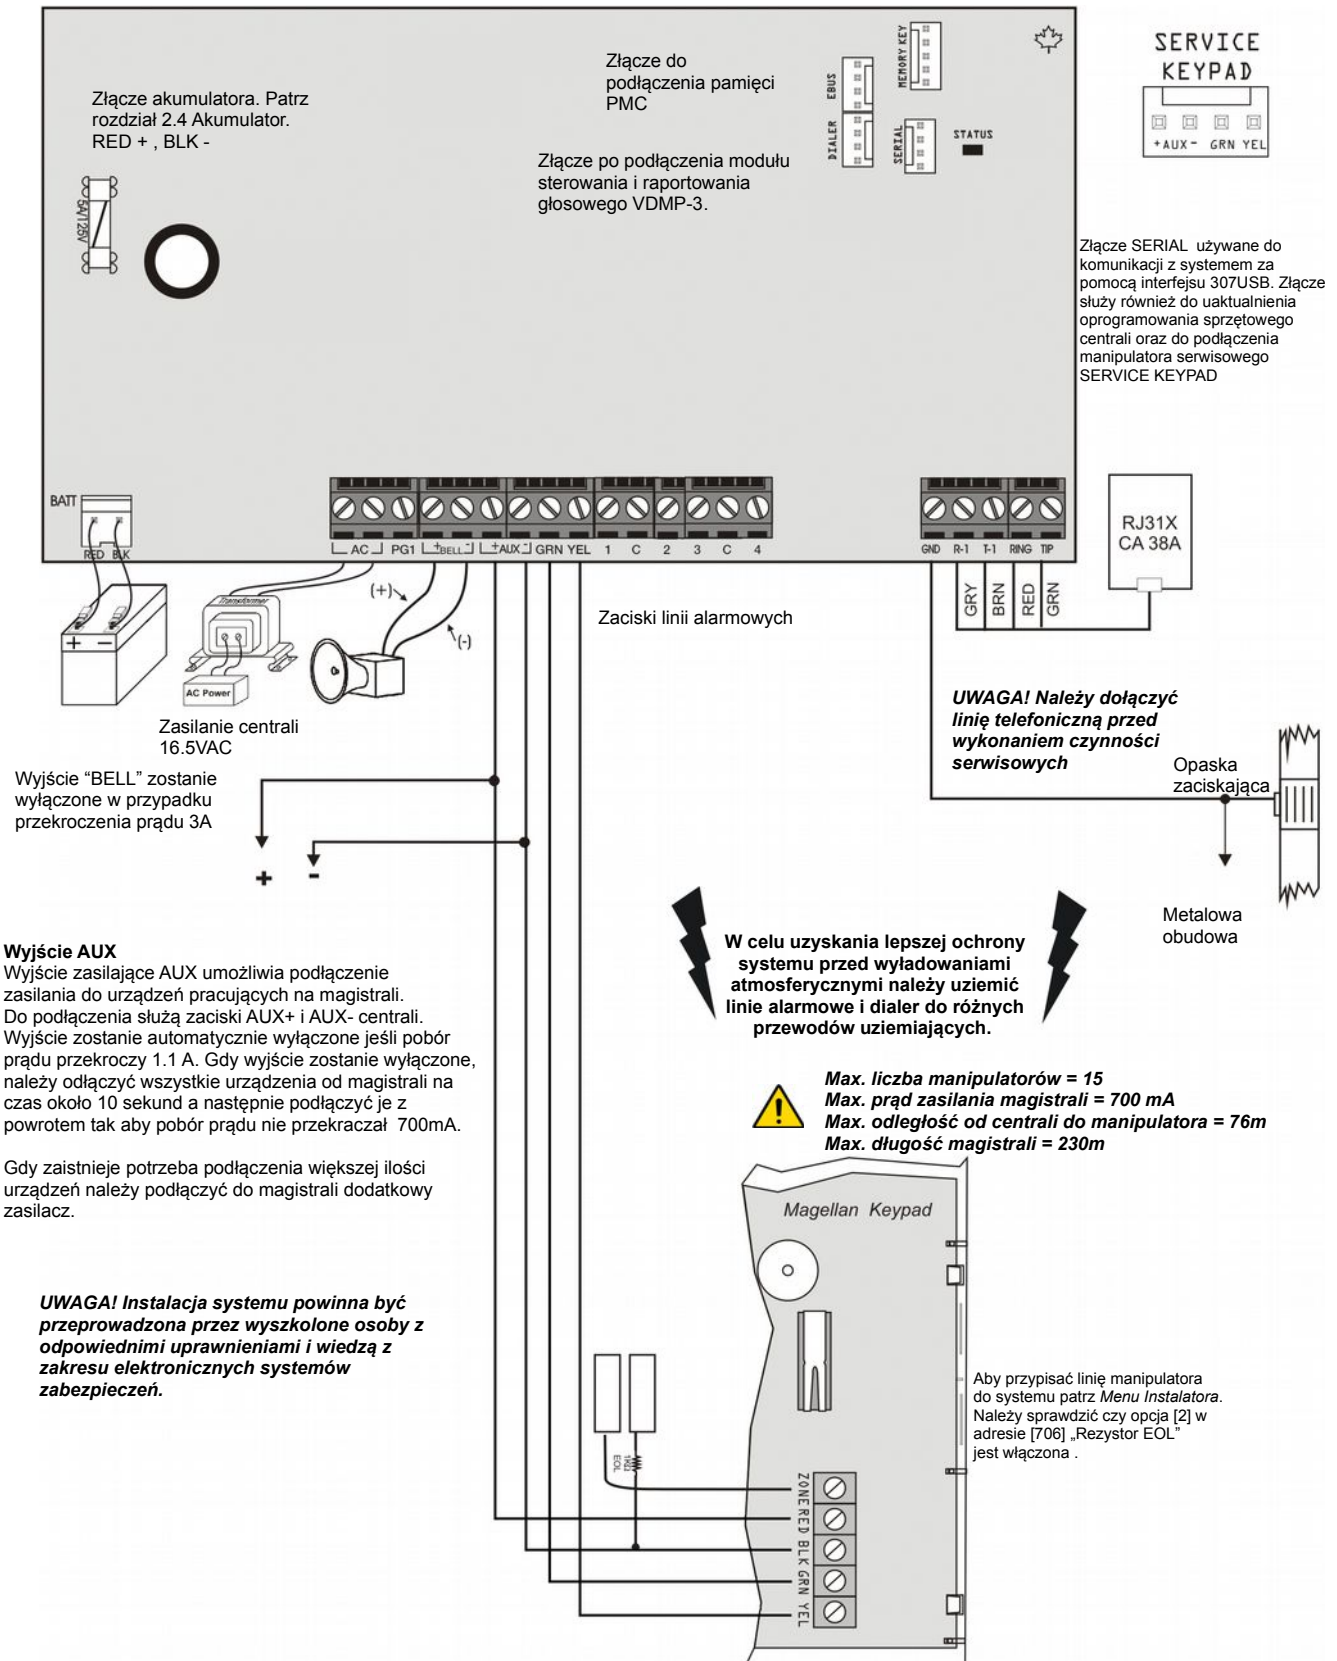 SERVICE
KEYPAD
+AUX- GRN YEL
Złącze do
podłączenia pamięci
PMC
EBUS
MEMORY KEY
DIALER
SERIAL
STATUS
Złącze akumulatora. Patrz
rozdział 2.4 Akumulator.
RED + , BLK -
Złącze po podłączenia modułu
sterowania i raportowania
głosowego VDMP-3.
5A/125V
Złącze SERIAL używane do
komunikacji z systemem za
pomocą interfejsu 307USB. Złącze
służy również do uaktualnienia
oprogramowania sprzętowego
centrali oraz do podłączenia
manipulatora serwisowego
SERVICE KEYPAD
BATT
RED BLK
AC PG1 +BELL- +AUX- GRN YEL 1 C 2 3 C 4
GND R-1 T-1 RING TIP
RJ31X
CA 38A
GRY
BRN
RED
GRN
(+)
(-)
Transformer
AC Power
+ −
Zaciski linii alarmowych
Zasilanie centrali
16.5VAC
UWAGA! Należy dołączyć
linię telefoniczną przed
wykonaniem czynności
serwisowych
Opaska
zaciskająca
Wyjście “BELL” zostanie
wyłączone w przypadku
przekroczenia prądu 3A
+ -
Metalowa
obudowa
Wyjście AUX
Wyjście zasilające AUX umożliwia podłączenie
zasilania do urządzeń pracujących na magistrali.
Do podłączenia służą zaciski AUX+ i AUX- centrali.
Wyjście zostanie automatycznie wyłączone jeśli pobór
prądu przekroczy 1.1 A. Gdy wyjście zostanie wyłączone,
należy odłączyć wszystkie urządzenia od magistrali na
czas około 10 sekund a następnie podłączyć je z
powrotem tak aby pobór prądu nie przekraczał 700mA.
Gdy zaistnieje potrzeba podłączenia większej ilości
urządzeń należy podłączyć do magistrali dodatkowy
zasilacz.
W celu uzyskania lepszej ochrony
systemu przed wyładowaniami
atmosferycznymi należy uziemić
linie alarmowe i dialer do różnych
przewodów uziemiających.
Max. liczba manipulatorów = 15
Max. prąd zasilania magistrali = 700 mA
Max. odległość od centrali do manipulatora = 76m
Max. długość magistrali = 230m
Magellan Keypad
UWAGA! Instalacja systemu powinna być
przeprowadzona przez wyszkolone osoby z
odpowiednimi uprawnieniami i wiedzą z
zakresu elektronicznych systemów
zabezpieczeń.
Aby przypisać linię manipulatora
do systemu patrz Menu Instalatora.
Należy sprawdzić czy opcja [2] w
adresie [706] „Rezystor EOL”
jest włączona .
1KΩ
EOL
ZONE RED BLK GRN YEL